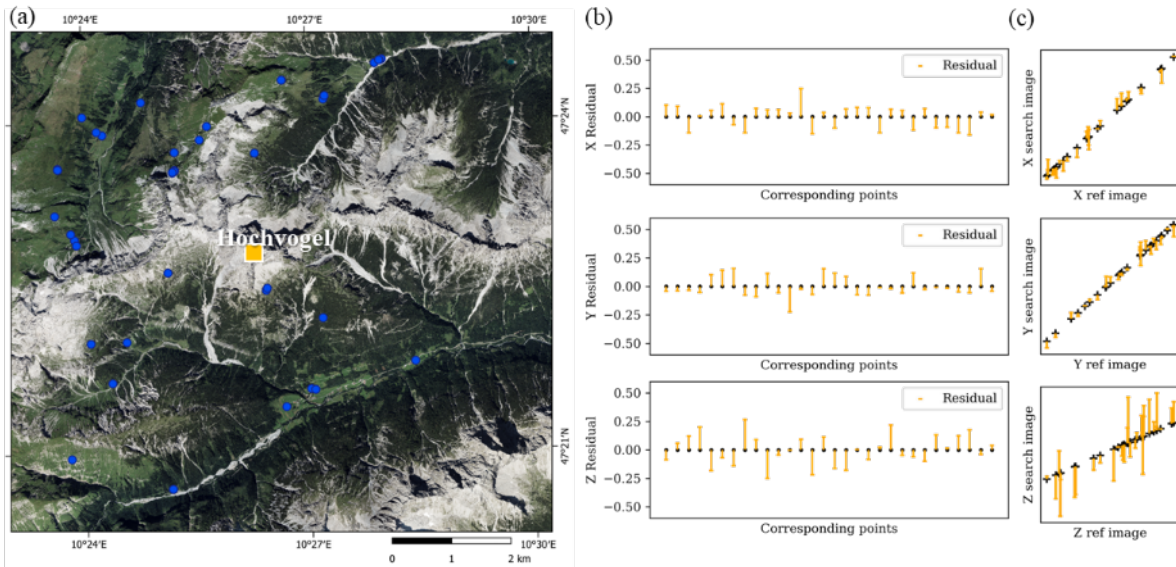 (a)
10°24'E
10°27'E
10°30'E
47°24'N
47°21'N
Hochvogel
10°24'E
10°27'E
10°30'E
0 1 2 km
(b)
X Residual
0.50
0.25
0.00
−0.25
−0.50
Residual
Corresponding points
Y Residual
0.50
0.25
0.00
−0.25
−0.50
Residual
Corresponding points
Z Residual
0.50
0.25
0.00
−0.25
−0.50
Residual
Corresponding points
(c)
X search image
X ref image
Y search image
Y ref image
Z search image
Z ref image